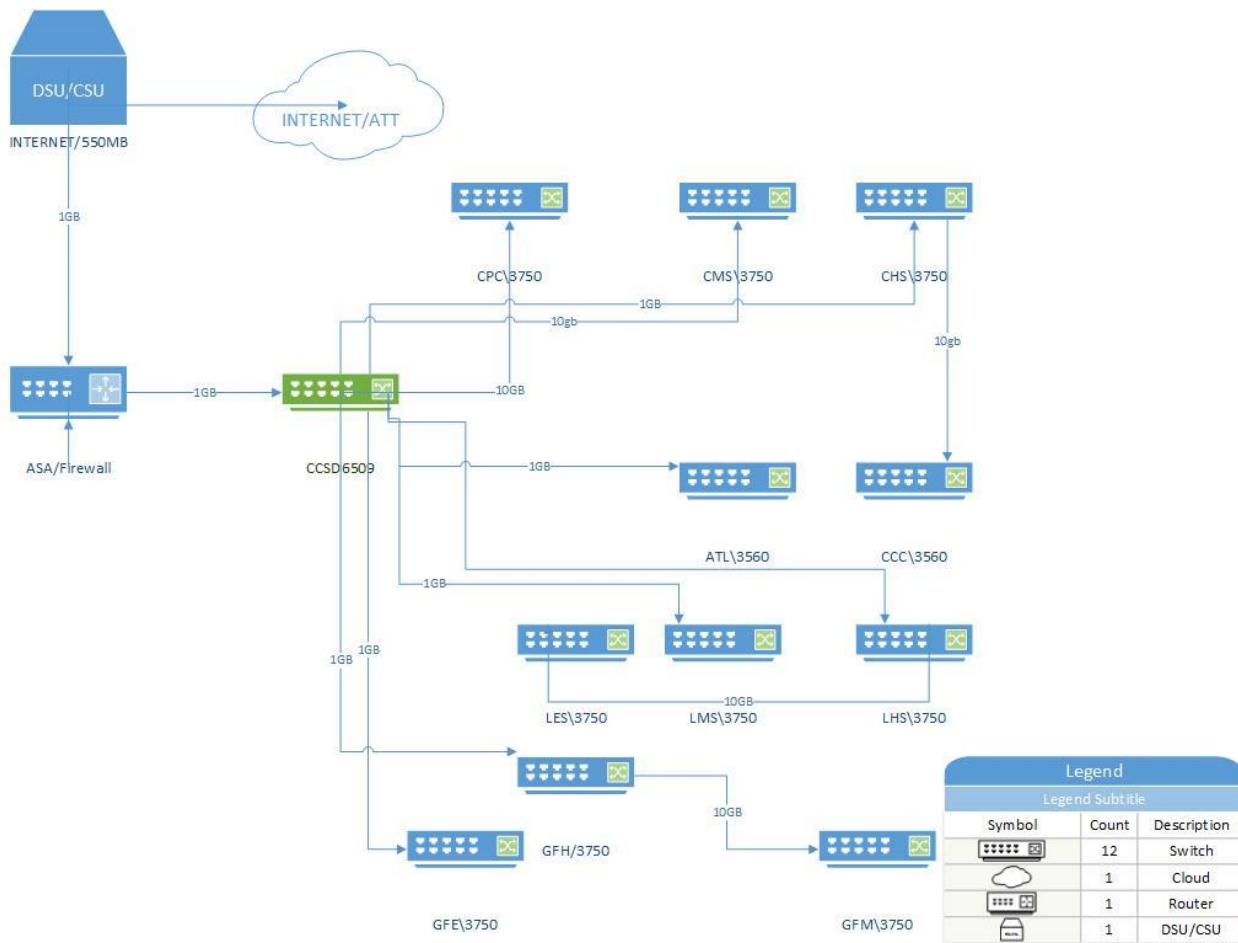 DSU/CSU
INTERNET/550MB
INTERNET/ATT
1GB
CPC\3750
CMS\3750
CHS\3750
1GB
10gb
10gb
1GB
10GB
ASA/Firewall
CCSD6509
1GB
ATL\3560
CCC\3560
1GB
1GB
1GB
10GB
LES\3750
LMS\3750
LHS\3750
10GB
GFH/3750
GFE\3750
GFM\3750
Legend
Legend Subtitle
Symbol Count Description
12 Switch
1 Cloud
1 Router
1 DSU/CSU